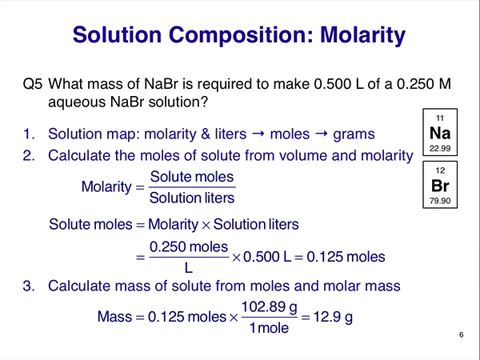 Solution Composition: Molarity
Q5 What mass of NaBr is required to make 0.500 L of a 0.250 M
aqueous NaBr solution?
1. Solution map: molarity & liters → moles → grams
2. Calculate the moles of solute from volume and molarity
11
Na
22.99
12
Br
79.90
Molarity = Solute moles
Solution liters
Solute moles = Molarity × Solution liters
= 0.250 moles
L × 0.500 L = 0.125 moles
3. Calculate mass of solute from moles and molar mass
Mass = 0.125 moles × 102.89 g
1mole = 12.9 g
6